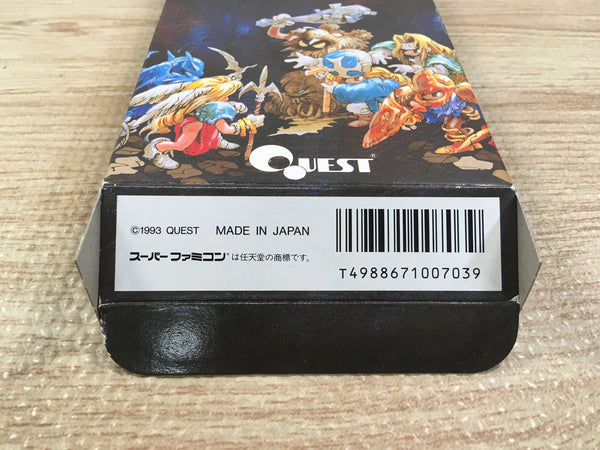 QUEST®
©1993 QUEST MADE IN JAPAN
スーパーファミコン®は任天堂の商標です。
T4988671007039